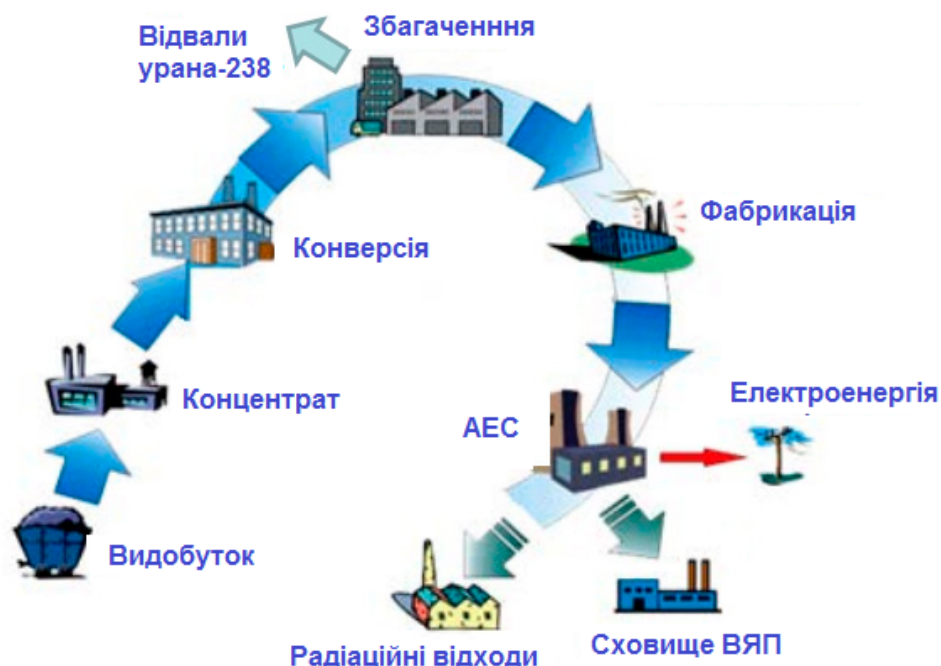 Збагаченння
Відвали
урана-238
Фабрикація
Конверсія
Концентрат
Електроенергія
АЕС
Видобуток
Радіаційні відходи
Сховище ВЯП